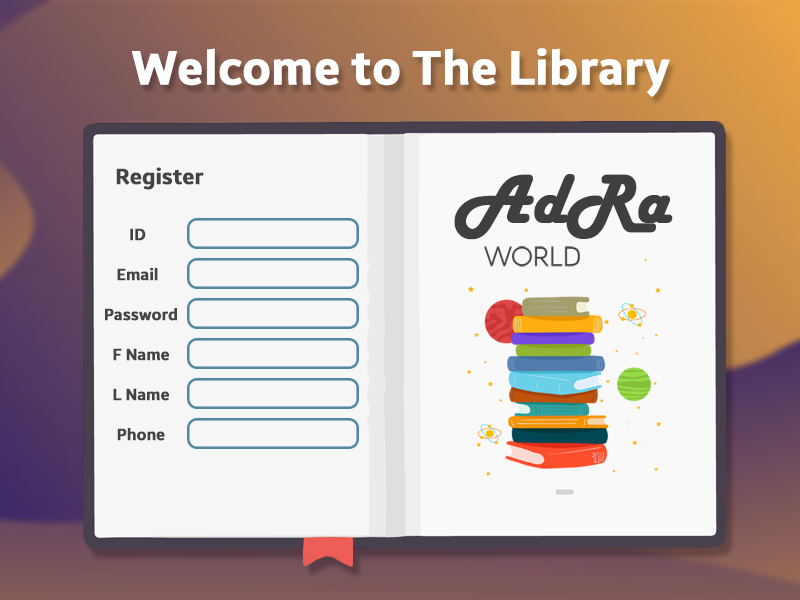 Welcome to The Library
Register
ID
Email
Password
F Name
L Name
Phone
AdRa
WORLD